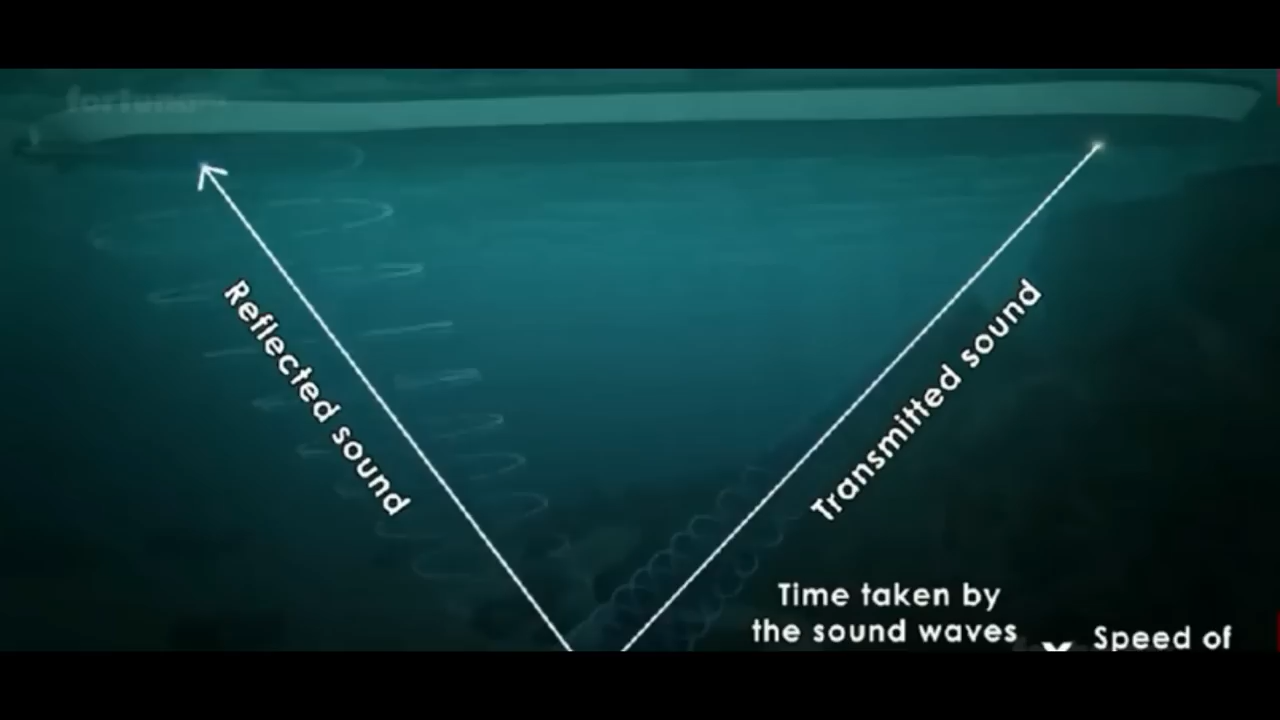 Reflected sound
Transmitted sound
Time taken by
the sound waves
x Speed of